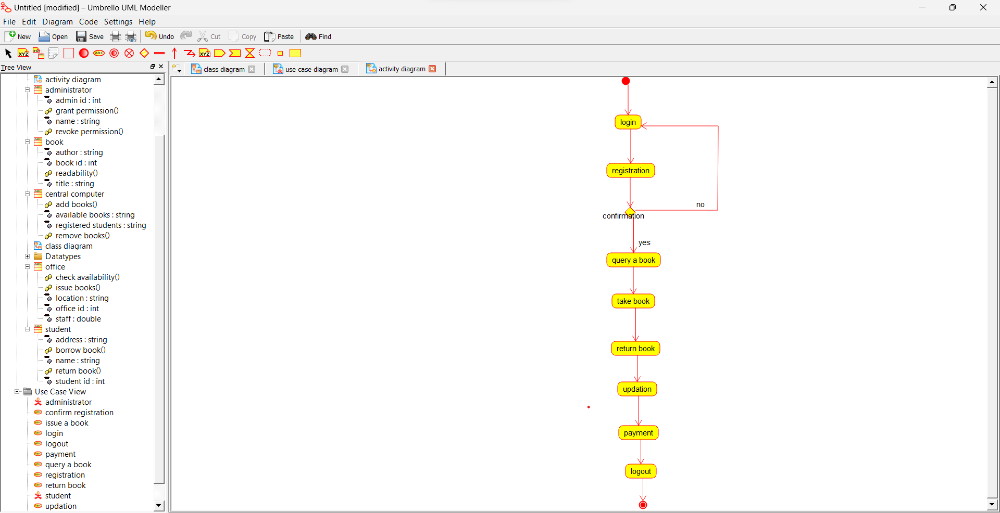 Untitled [modified] – Umbrello UML Modeller
File Edit Diagram Code Settings Help
New Open Save Undo Cut Copy Paste Find
XYZ XYZ ABC XYZ
Tree View
class diagram use case diagram activity diagram
activity diagram
administrator
admin id : int
grant permission()
name : string
revoke permission()
book
author : string
book id : int
readability()
title : string
central computer
add books()
available books : string
registered students : string
remove books()
class diagram
Datatypes
office
check availability()
issue books()
location : string
office id : int
staff : double
student
address : string
borrow book()
name : string
return book()
student id : int
Use Case View
administrator
confirm registration
issue a book
login
logout
payment
query a book
registration
return book
student
updation
login
registration
no
confirmation
yes
query a book
take book
return book
updation
payment
logout